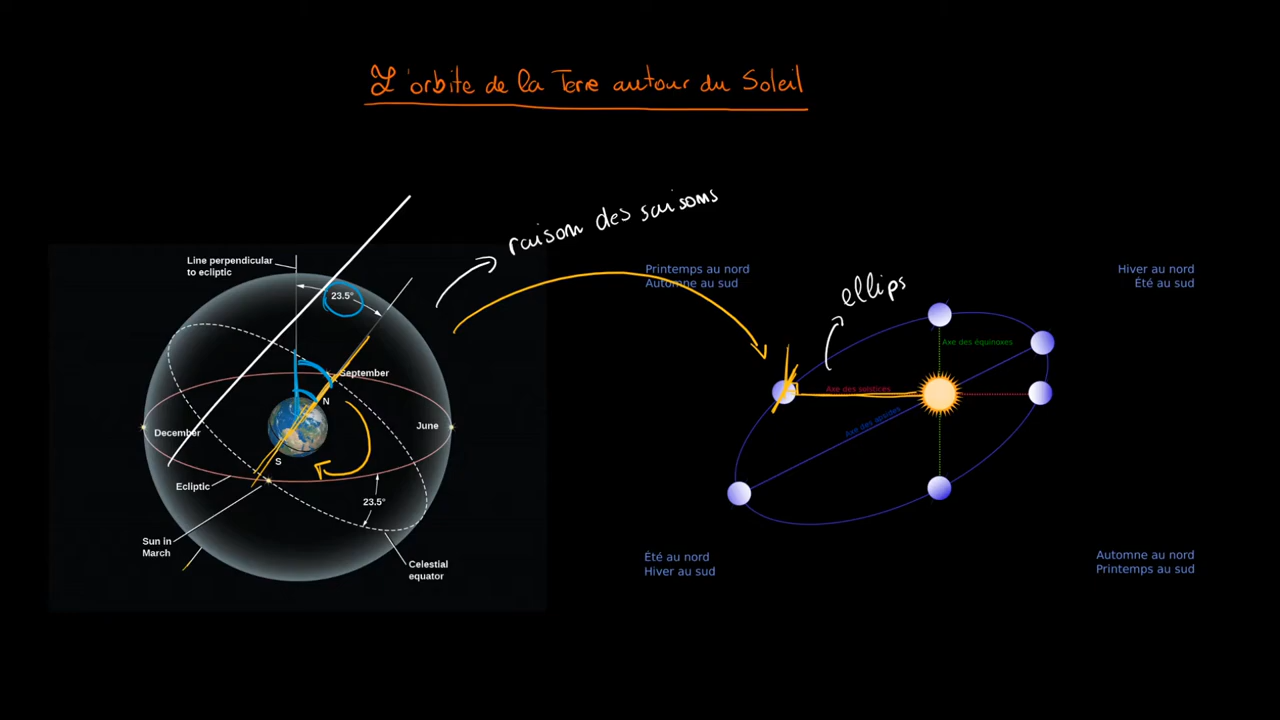 L'orbite de la Terre autour du Soleil
raison des saisons
Line perpendicular
to ecliptic
23.5°
September
N
December
June
S
Ecliptic
23.5°
Sun in
March
Celestial
equator
Printemps au nord
Automne au sud
ellips
Hiver au nord
Été au sud
Axe des équinoxes
Axe des solstices
Axe des apsides
Été au nord
Hiver au sud
Automne au nord
Printemps au sud